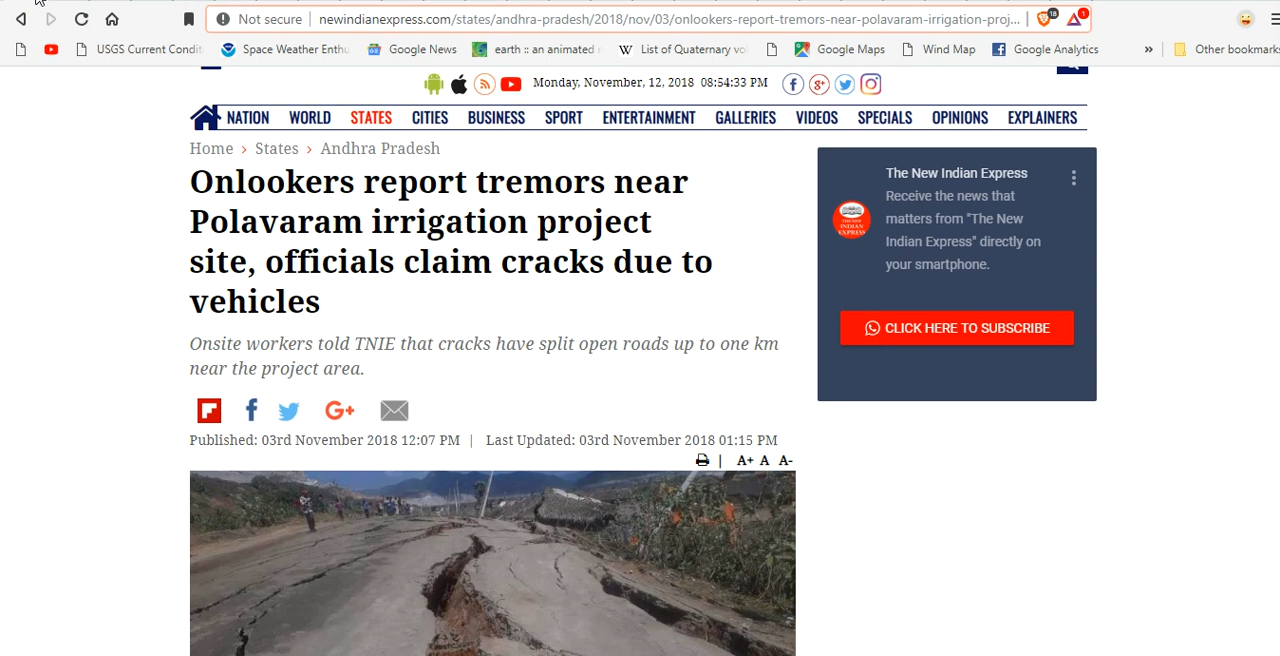 Not secure | newindianexpress.com/states/andhra-pradesh/2018/nov/03/onlookers-report-tremors-near-polavaram-irrigation-proj... 18 1
USGS Current Condit Space Weather Enthu Google News earth :: an animated List of Quaternary vo Google Maps Wind Map Google Analytics » Other bookmarks
Monday, November, 12, 2018 08:54:33 PM
NATION WORLD STATES CITIES BUSINESS SPORT ENTERTAINMENT GALLERIES VIDEOS SPECIALS OPINIONS EXPLAINERS
Home › States › Andhra Pradesh
Onlookers report tremors near
Polavaram irrigation project
site, officials claim cracks due to
vehicles
Onsite workers told TNIE that cracks have split open roads up to one km
near the project area.
G+
Published: 03rd November 2018 12:07 PM | Last Updated: 03rd November 2018 01:15 PM
| A+ A A-
The New Indian Express
Receive the news that
matters from "The New
Indian Express" directly on
your smartphone.
CLICK HERE TO SUBSCRIBE